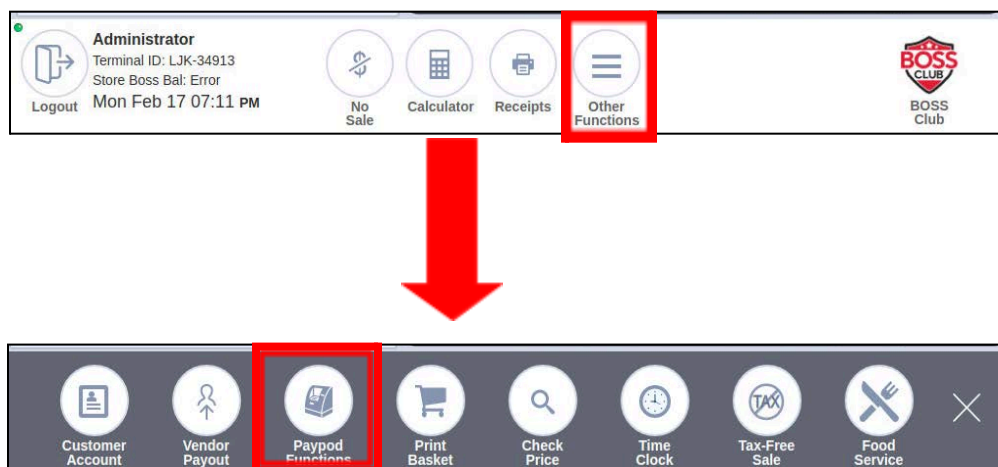 Administrator
Terminal ID: LJK-34913
Store Boss Bal: Error
Mon Feb 17 07:11 PM
Logout
No
Sale
Calculator
Receipts
Other
Functions
BOSS
CLUB
BOSS
Club
Customer
Account
Vendor
Payout
Paypod
Functions
Print
Basket
Check
Price
Time
Clock
TAX
Tax-Free
Sale
Food
Service